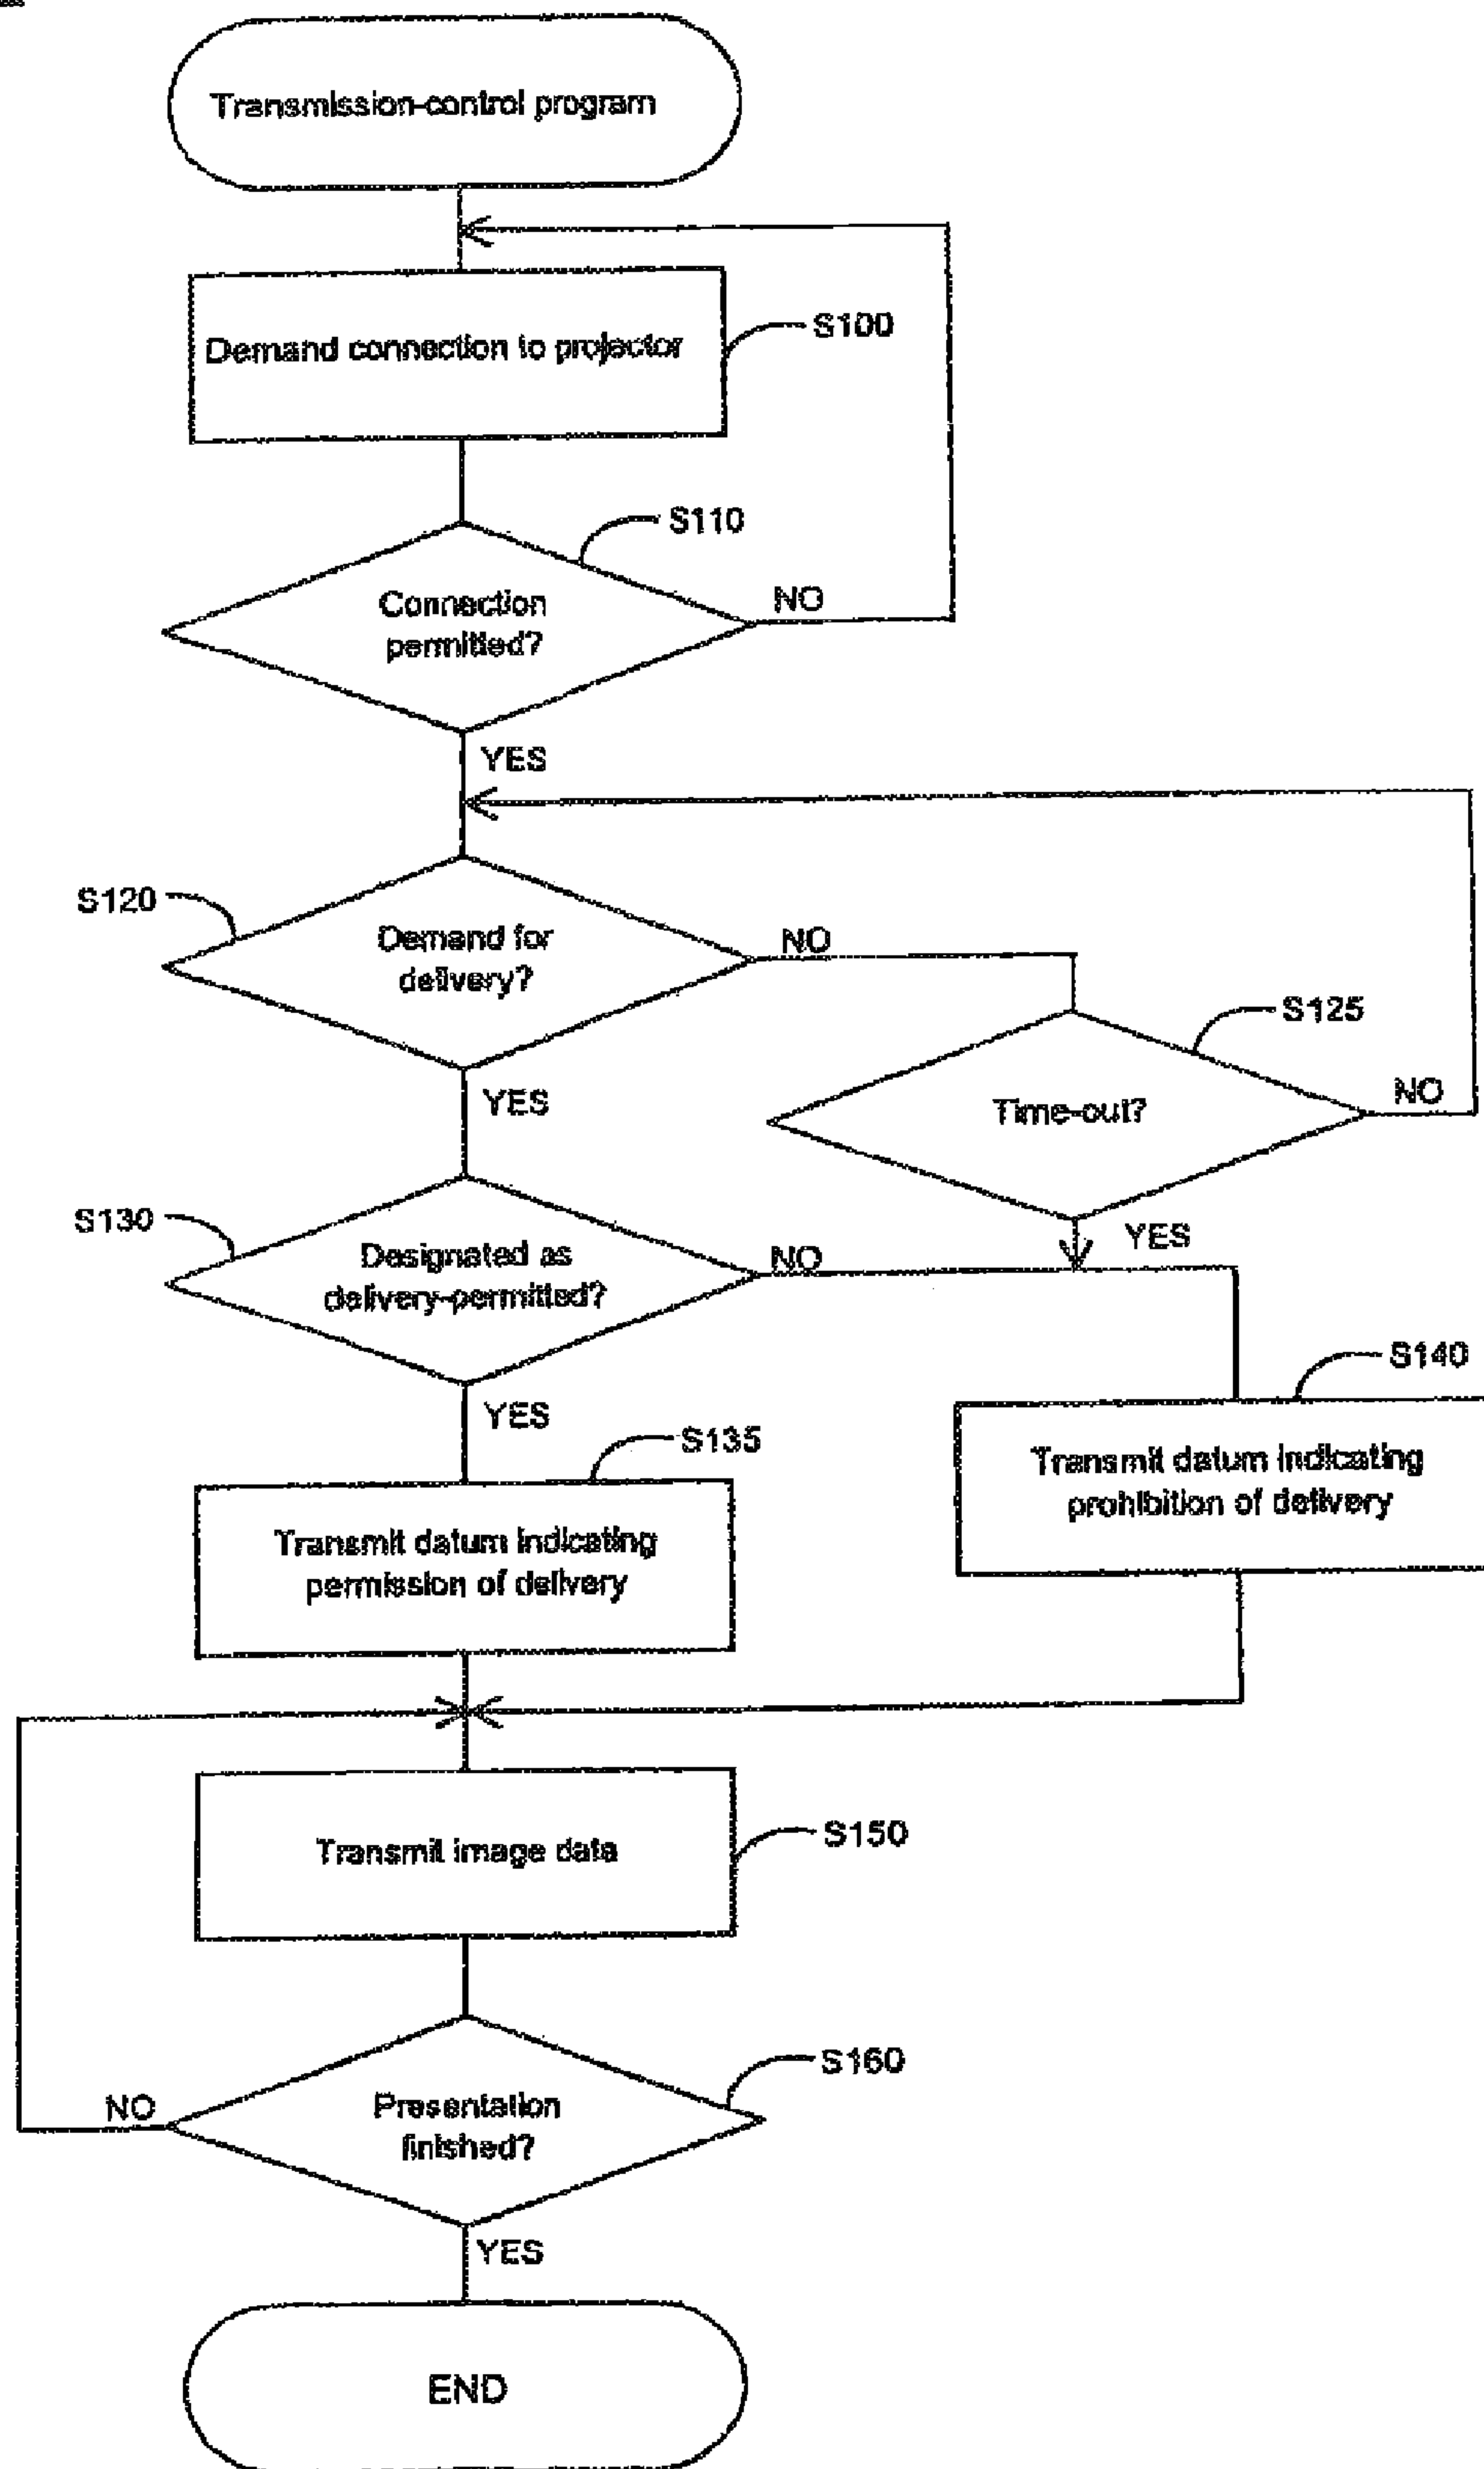 Transmission-control program
Demand connection to projector
S100
S110
Connection
permitted?
NO
YES
S120
Demand for
delivery?
NO
S125
YES
Time-out?
NO
S130
Designated as
delivery-permitted?
NO
YES
S140
YES
S135
Transmit datum indicating
prohibition of delivery
Transmit datum indicating
permission of delivery
Transmit image data
S150
S160
Presentation
finished?
NO
YES
END